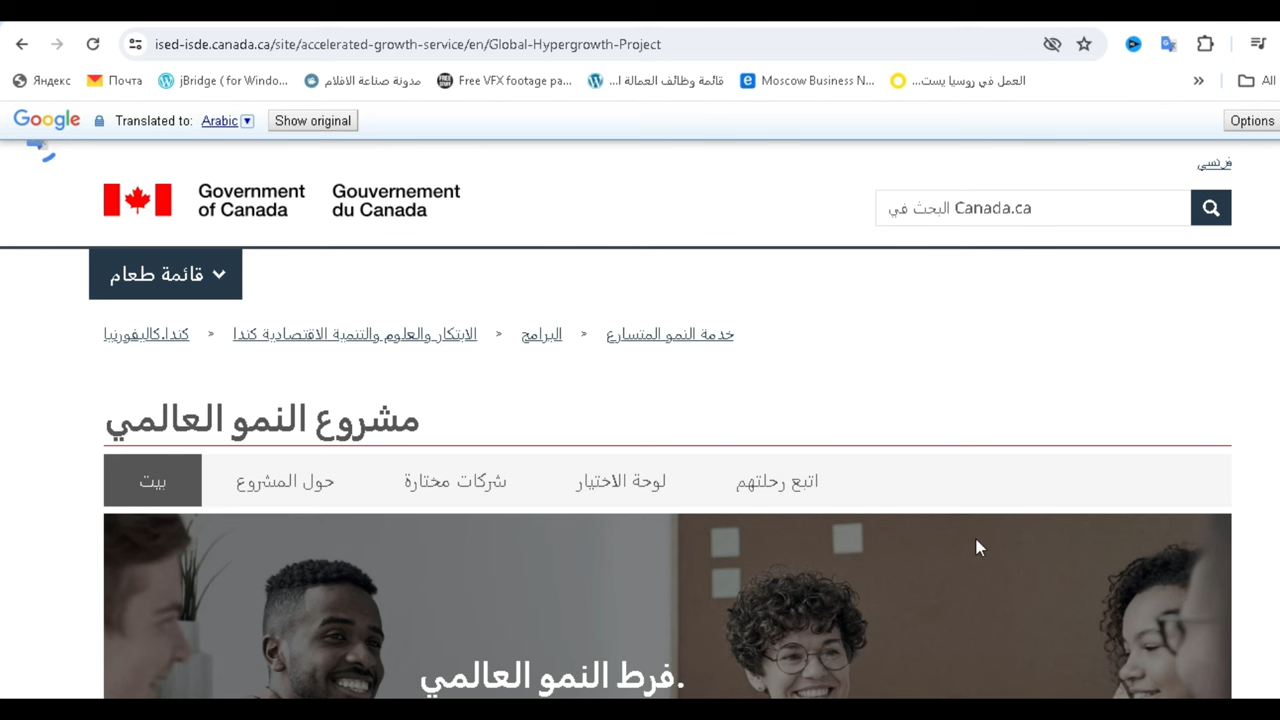 ised-isde.canada.ca/site/accelerated-growth-service/en/Global-Hypergrowth-Project
Яндекс Почта jBridge (for Windo... مدونة صناعة الافلام Free VFX footage pa... قائمة وظائف العمالة ا... Moscow Business N... العمل في روسيا يست... » All
Google Translated to: Arabic Show original Options
فرنسي
Government of Canada
Gouvernement du Canada
البحث في Canada.ca
قائمة طعام
كندا.كاليفورنيا > الابتكار والعلوم والتنمية الاقتصادية كندا > البرامج > خدمة النمو المتسارع
مشروع النمو العالمي
بيت حول المشروع شركات مختارة لوحة الاختيار اتبع رحلتهم
فرط النمو العالمي.